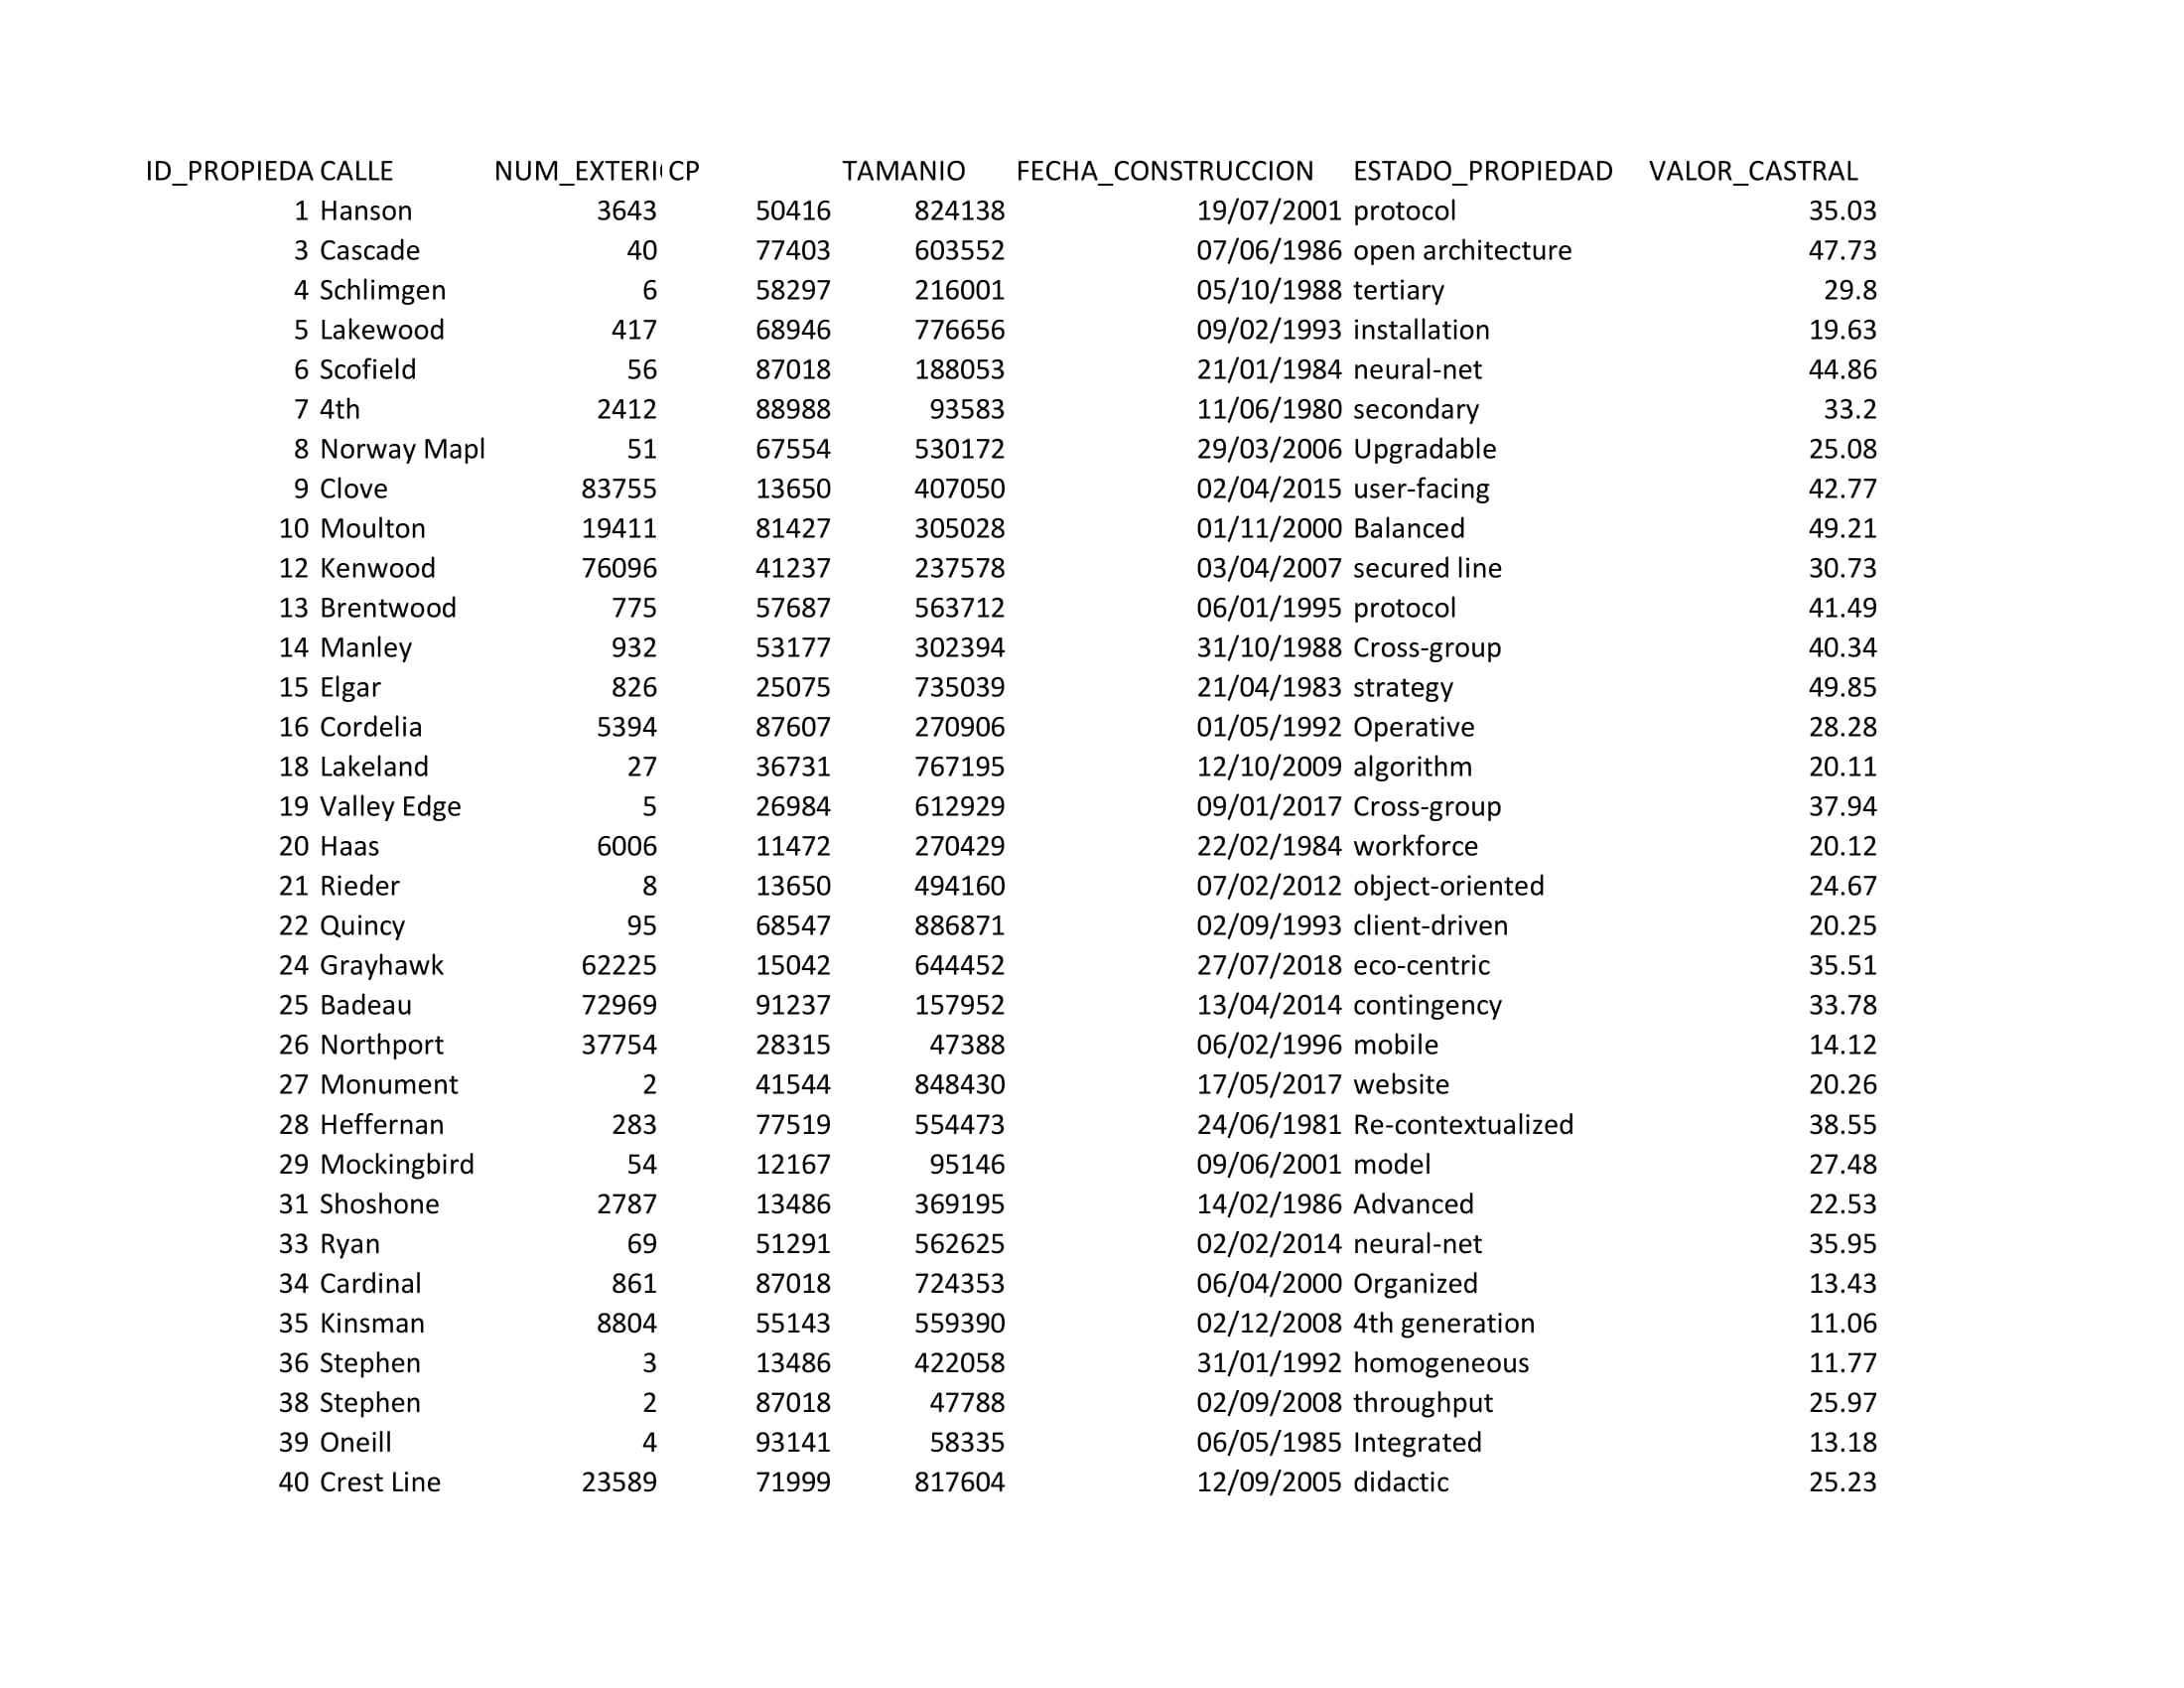 ID_PROPIEDA CALLE NUM_EXTERI CP TAMANIO FECHA_CONSTRUCCION ESTADO_PROPIEDAD VALOR_CASTRAL
1 Hanson 3643 50416 824138 19/07/2001 protocol 35.03
3 Cascade 40 77403 603552 07/06/1986 open architecture 47.73
4 Schlimgen 6 58297 216001 05/10/1988 tertiary 29.8
5 Lakewood 417 68946 776656 09/02/1993 installation 19.63
6 Scofield 56 87018 188053 21/01/1984 neural-net 44.86
7 4th 2412 88988 93583 11/06/1980 secondary 33.2
8 Norway Mapl 51 67554 530172 29/03/2006 Upgradable 25.08
9 Clove 83755 13650 407050 02/04/2015 user-facing 42.77
10 Moulton 19411 81427 305028 01/11/2000 Balanced 49.21
12 Kenwood 76096 41237 237578 03/04/2007 secured line 30.73
13 Brentwood 775 57687 563712 06/01/1995 protocol 41.49
14 Manley 932 53177 302394 31/10/1988 Cross-group 40.34
15 Elgar 826 25075 735039 21/04/1983 strategy 49.85
16 Cordelia 5394 87607 270906 01/05/1992 Operative 28.28
18 Lakeland 27 36731 767195 12/10/2009 algorithm 20.11
19 Valley Edge 5 26984 612929 09/01/2017 Cross-group 37.94
20 Haas 6006 11472 270429 22/02/1984 workforce 20.12
21 Rieder 8 13650 494160 07/02/2012 object-oriented 24.67
22 Quincy 95 68547 886871 02/09/1993 client-driven 20.25
24 Grayhawk 62225 15042 644452 27/07/2018 eco-centric 35.51
25 Badeau 72969 91237 157952 13/04/2014 contingency 33.78
26 Northport 37754 28315 47388 06/02/1996 mobile 14.12
27 Monument 2 41544 848430 17/05/2017 website 20.26
28 Heffernan 283 77519 554473 24/06/1981 Re-contextualized 38.55
29 Mockingbird 54 12167 95146 09/06/2001 model 27.48
31 Shoshone 2787 13486 369195 14/02/1986 Advanced 22.53
33 Ryan 69 51291 562625 02/02/2014 neural-net 35.95
34 Cardinal 861 87018 724353 06/04/2000 Organized 13.43
35 Kinsman 8804 55143 559390 02/12/2008 4th generation 11.06
36 Stephen 3 13486 422058 31/01/1992 homogeneous 11.77
38 Stephen 2 87018 47788 02/09/2008 throughput 25.97
39 Oneill 4 93141 58335 06/05/1985 Integrated 13.18
40 Crest Line 23589 71999 817604 12/09/2005 didactic 25.23